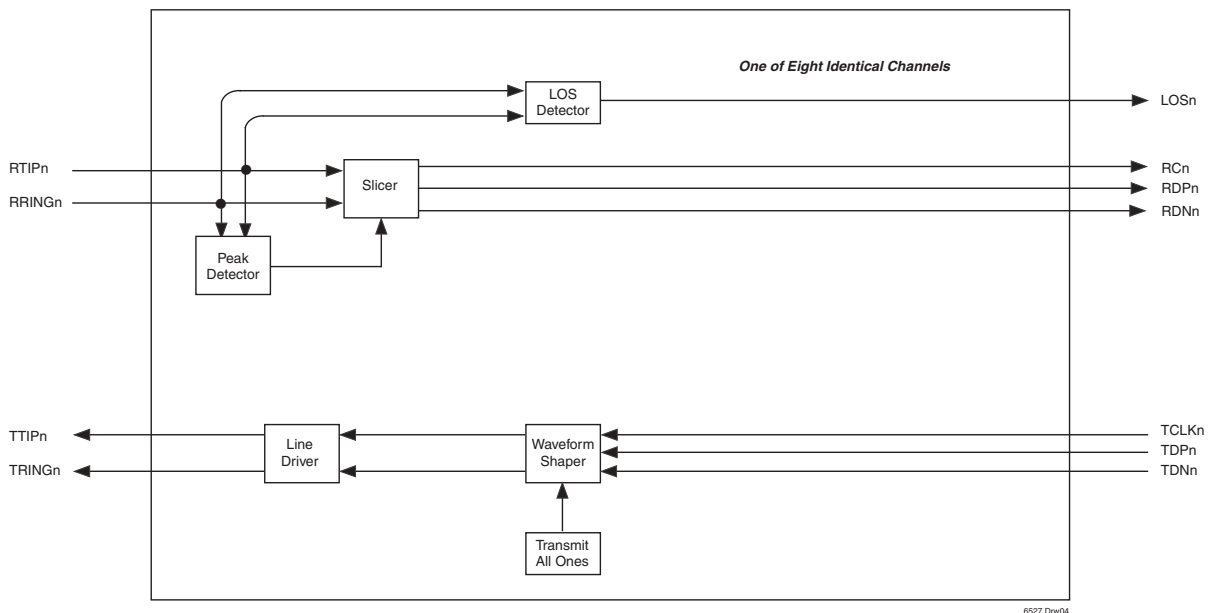 One of Eight Identical Channels
LOS
Detector
LOSn
RTIPn
RRINGn
Slicer
RCn
RDPn
RDNn
Peak
Detector
TTIPn
TRINGn
Line
Driver
Waveform
Shaper
TCLKn
TDPn
TDNn
Transmit
All Ones
6527 Drw04